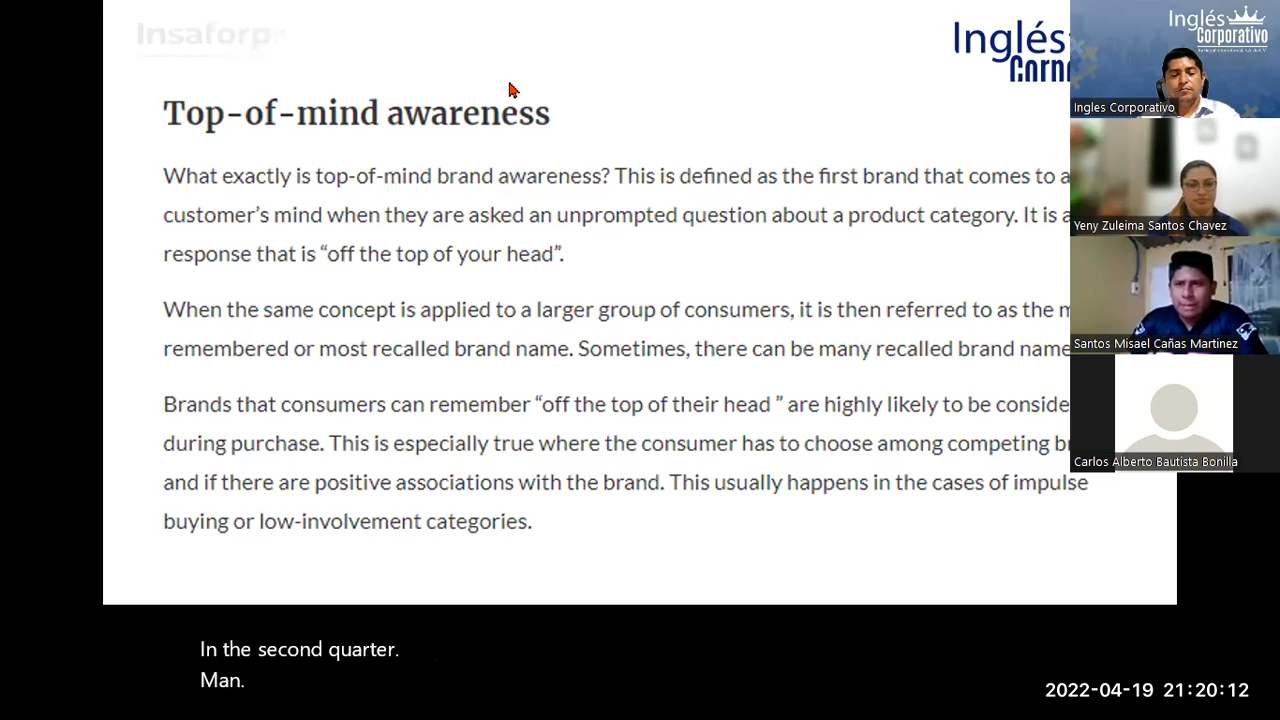 Insaforp
Inglés
Corporativo
Inglés
Ingles Corporativo
Top-of-mind awareness
What exactly is top-of-mind brand awareness? This is defined as the first brand that comes to a
customer's mind when they are asked an unprompted question about a product category. It is a
response that is “off the top of your head”.
Yeny Zuleima Santos Chavez
When the same concept is applied to a larger group of consumers, it is then referred to as the
remembered or most recalled brand name. Sometimes, there can be many recalled brand name
Santos Misael Cañas Martinez
Brands that consumers can remember “off the top of their head ” are highly likely to be
during purchase. This is especially true where the consumer has to choose among competing
Carlos Alberto Bautista Bonilla
and if there are positive associations with the brand. This usually happens in the cases of impulse
buying or low-involvement categories.
In the second quarter.
Man.
2022-04-19 21:20:12